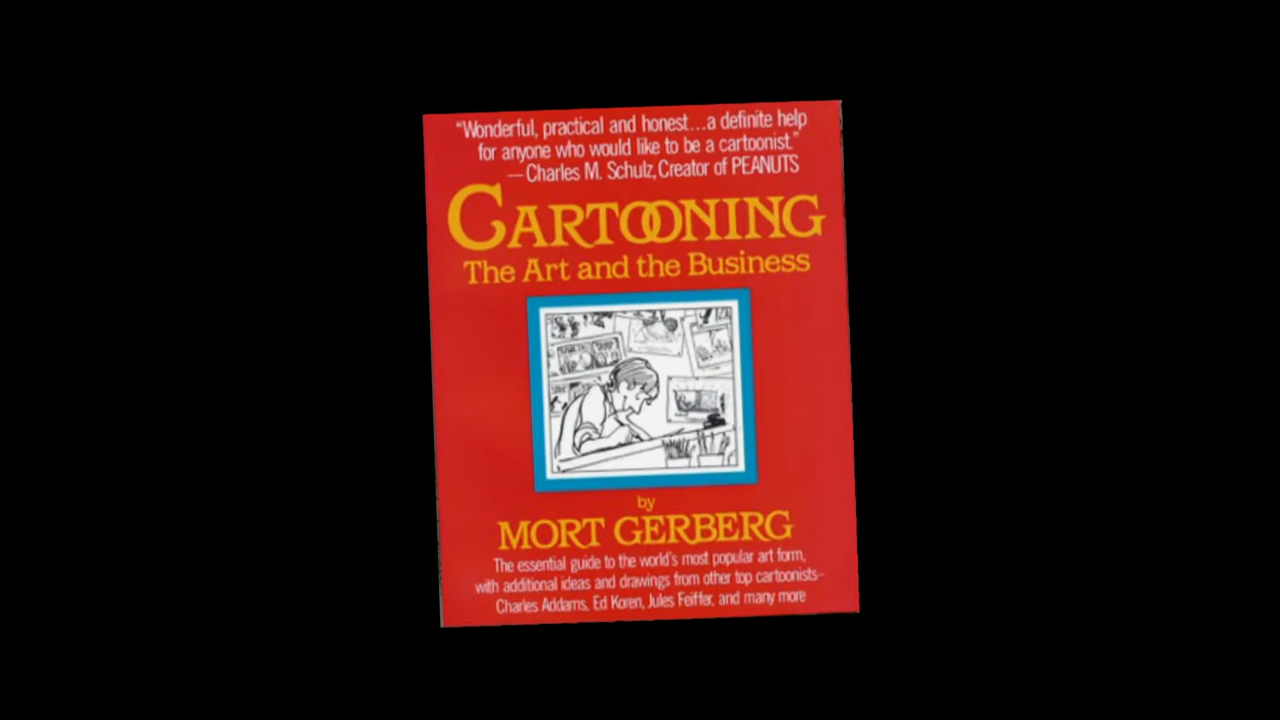 “Wonderful, practical and honest...a definite help
for anyone who would like to be a cartoonist.”
—Charles M. Schulz, Creator of PEANUTS
CARTOONING
The Art and the Business
by
MORT GERBERG
The essential guide to the world's most popular art form,
with additional ideas and drawings from other top cartoonists–
Charles Addams, Ed Koren, Jules Feiffer, and many more